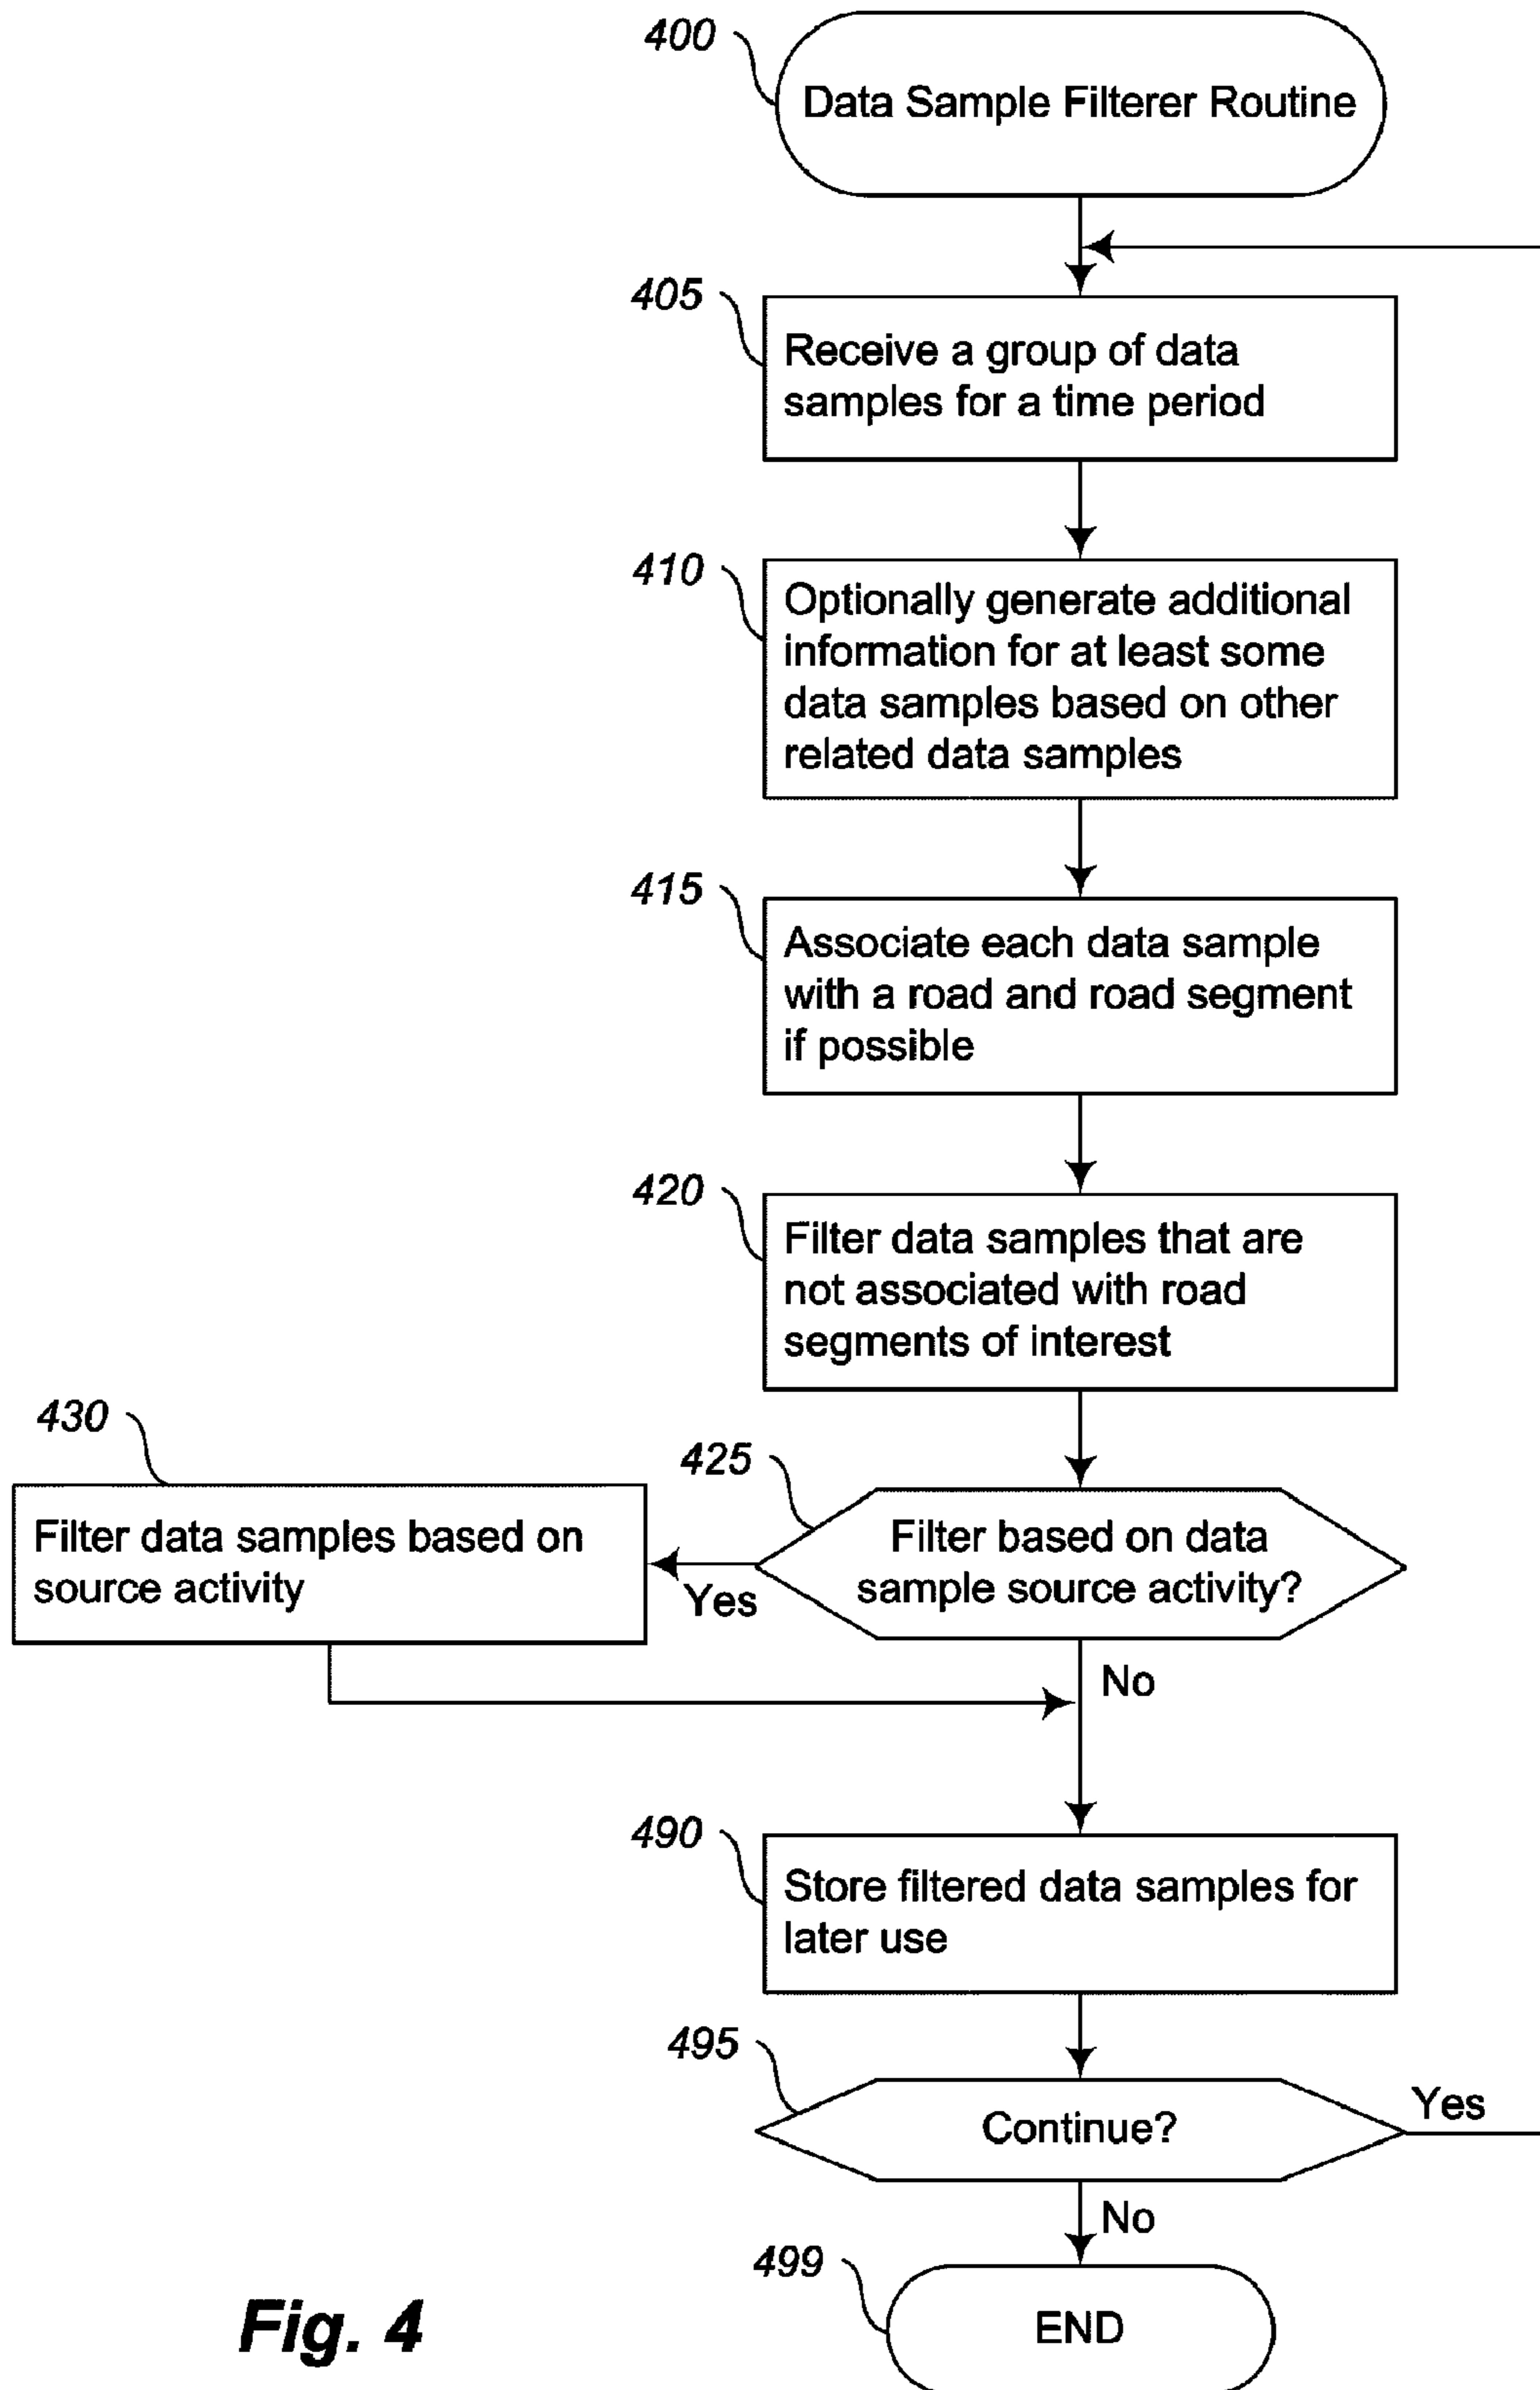 400
Data Sample Filterer Routine
405
Receive a group of data
samples for a time period
410
Optionally generate additional
information for at least some
data samples based on other
related data samples
415
Associate each data sample
with a road and road segment
if possible
420
Filter data samples that are
not associated with road
segments of interest
430
Filter data samples based on
source activity
425
Filter based on data
sample source activity?
Yes
No
490
Store filtered data samples for
later use
495
Continue?
Yes
No
499
END
Fig. 4